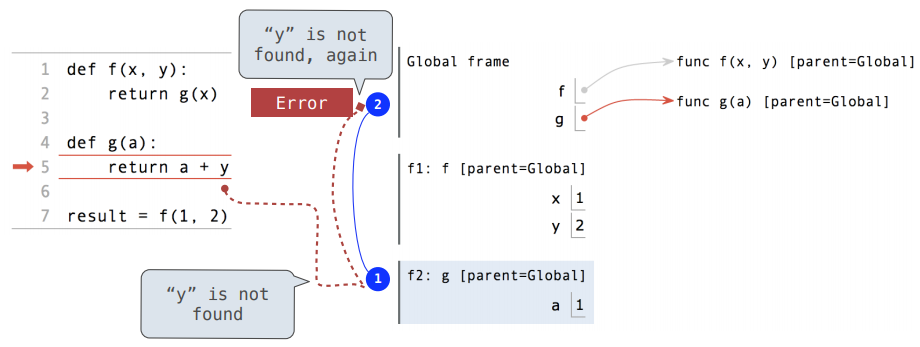 “y” is not
found, again
1 def f(x, y):
2 return g(x)
3
4 def g(a):
5 return a + y
6
7 result = f(1, 2)
Error
2
Global frame
f
g
func f(x, y) [parent=Global]
func g(a) [parent=Global]
f1: f [parent=Global]
x 1
y 2
1
f2: g [parent=Global]
a 1
“y” is not
found